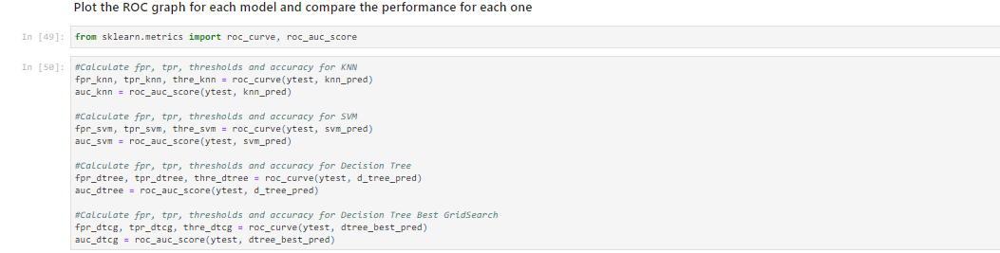 Plot the ROC graph for each model and compare the performance for each one
In [49]: from sklearn.metrics import roc_curve, roc_auc_score
In [50]: #Calculate fpr, tpr, thresholds and accuracy for KNN
fpr_knn, tpr_knn, thre_knn = roc_curve(ytest, knn_pred)
auc_knn = roc_auc_score(ytest, knn_pred)
#Calculate fpr, tpr, thresholds and accuracy for SVM
fpr_svm, tpr_svm, thre_svm = roc_curve(ytest, svm_pred)
auc_svm = roc_auc_score(ytest, svm_pred)
#Calculate fpr, tpr, thresholds and accuracy for Decision Tree
fpr_dtree, tpr_dtree, thre_dtree = roc_curve(ytest, d_tree_pred)
auc_dtree = roc_auc_score(ytest, d_tree_pred)
#Calculate fpr, tpr, thresholds and accuracy for Decision Tree Best GridSearch
fpr_dtcg, tpr_dtcg, thre_dtcg = roc_curve(ytest, dtree_best_pred)
auc_dtcg = roc_auc_score(ytest, dtree_best_pred)